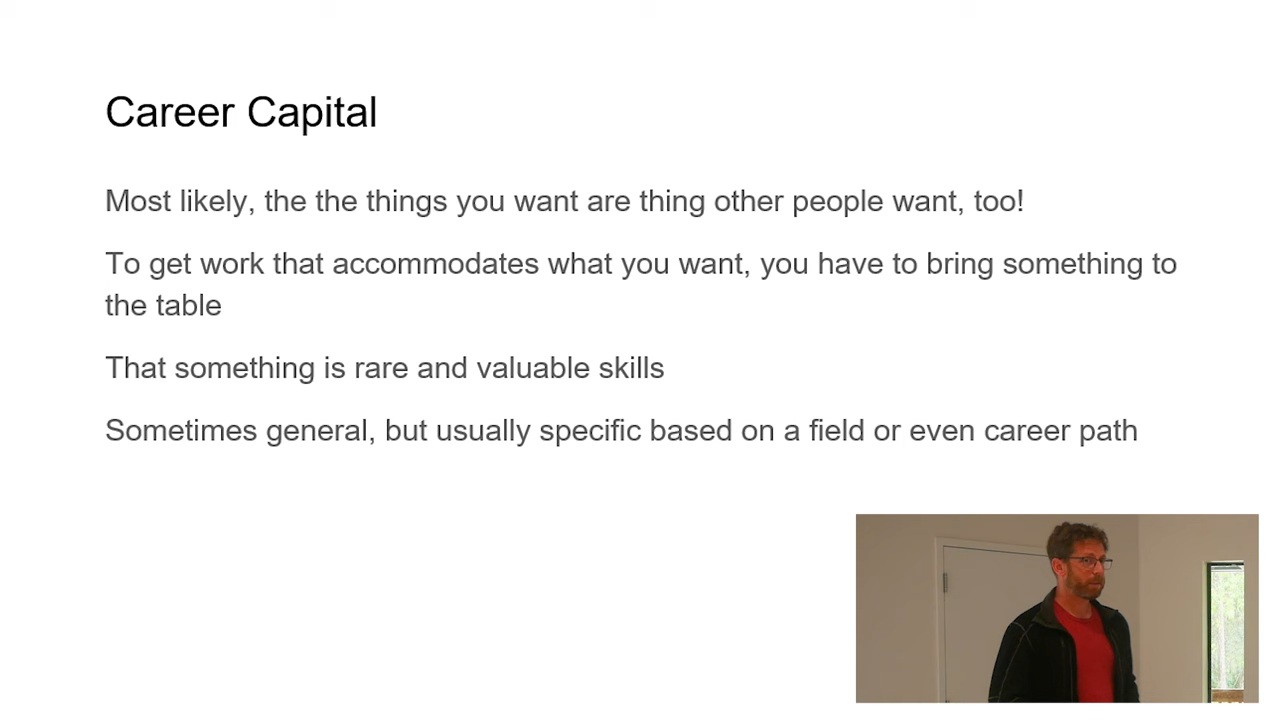 Career Capital
Most likely, the the things you want are thing other people want, too!
To get work that accommodates what you want, you have to bring something to
the table
That something is rare and valuable skills
Sometimes general, but usually specific based on a field or even career path